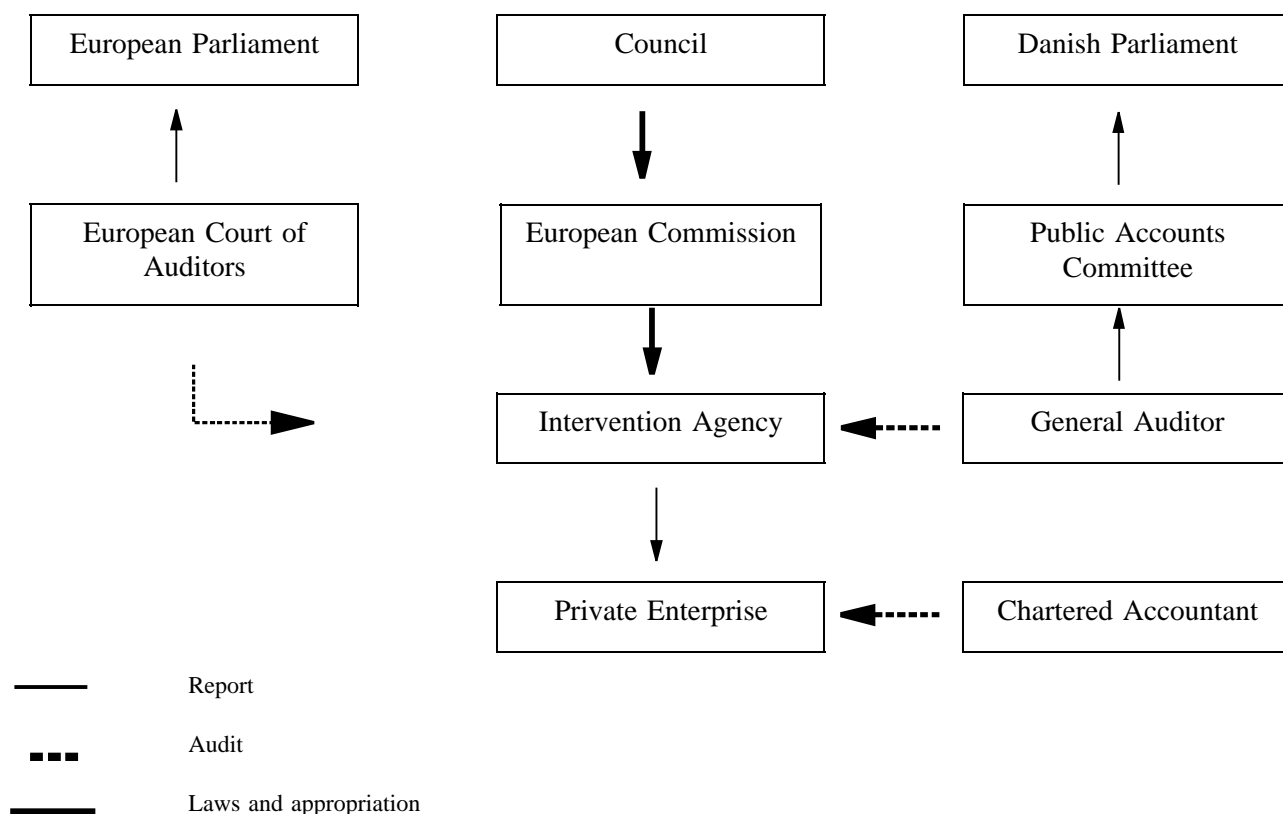 European Parliament
Council
Danish Parliament
European Court of
Auditors
European Commission
Public Accounts
Committee
Intervention Agency
General Auditor
Private Enterprise
Chartered Accountant
Report
Audit
Laws and appropriation